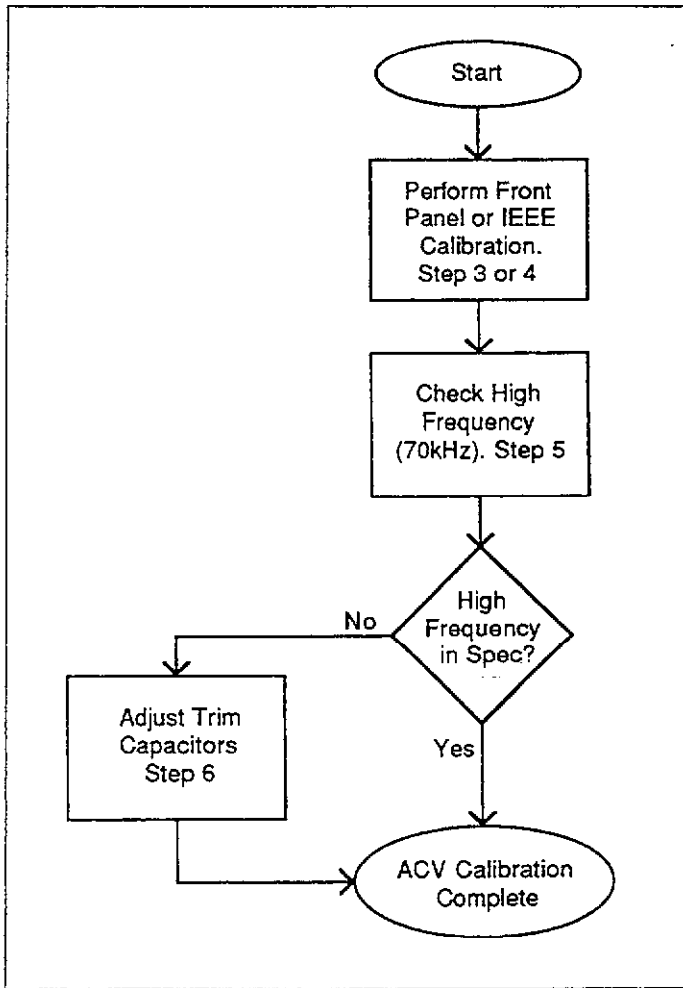 Start
Perform Front
Panel or IEEE
Calibration.
Step 3 or 4
Check High
Frequency
(70kHz). Step 5
High
Frequency
in Spec?
No
Yes
Adjust Trim
Capacitors
Step 6
ACV Calibration
Complete